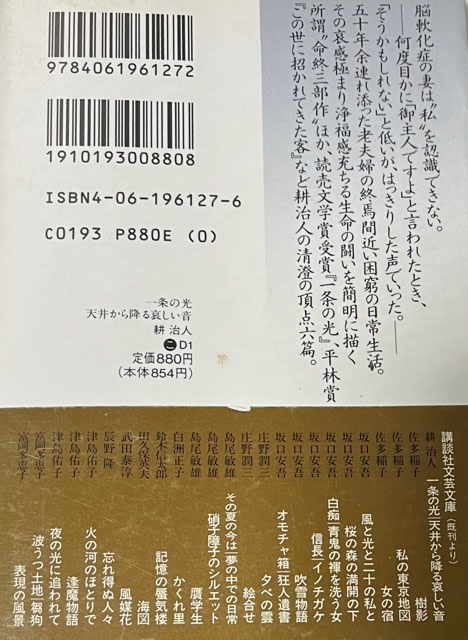 9784061961272
1910193008808
ISBN4-06-196127-6
C0193 P880E (0)
一条の光
天井から降る哀しい音
耕 治人
こD1
定価880円
(本体854円)
脳軟化症の妻は〝私〟を認識できない。
――何度目かに「御主人ですよ」と言われたとき、
「そうかもしれない」と低いが、はっきりした声でいった。――
五十年余連れ添った老夫婦の終焉間近い困窮の日常生活。
その哀感極まり浄福感充ちる生命の闘いを簡明に描く
所謂〝命終三部作〟ほか、読売文学賞受賞『一条の光』、平林賞
『この世に招かれてきた客』など耕治人の清澄の頂点六篇。
講談社文芸文庫(既刊より)
耕 治人 一条の光|天井から降る哀しい音
佐多稲子 樹影
佐多稲子 私の東京地図
佐多稲子 女の宿
坂口安吾 風と光と二十の私と
坂口安吾 桜の森の満開の下
坂口安吾 白痴|青鬼の褌を洗う女
坂口安吾 信長|イノチガケ
坂口安吾 吹雪物語
坂口安吾 オモチャ箱|狂人遺書
庄野潤三 夕べの雲
庄野潤三 絵合せ
島尾敏雄 その夏の今は|夢の中での日常
島尾敏雄 硝子障子のシルエット
島尾敏雄 贋学生
白洲正子 かくれ里
鈴木信太郎 記憶の蜃気楼
田久保英夫 海図
武田泰淳 風媒花
辰野 隆 忘れ得ぬ人々
津島佑子 火の河のほとりで
津島佑子 逢魔物語
津島佑子 夜の光に追われて
富岡多恵子 波うつ土地|芻狗
富岡多恵子 表現の風景